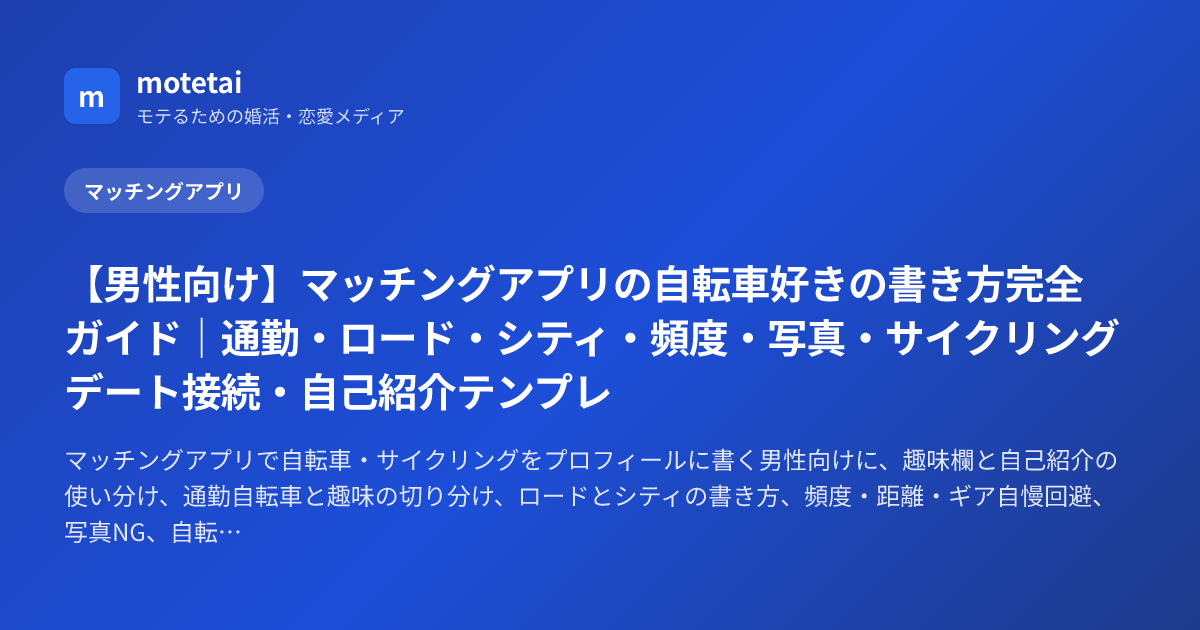 m
motetai
モテるための婚活・恋愛メディア
マッチングアプリ
【男性向け】マッチングアプリの自転車好きの書き方完全
ガイド｜通勤・ロード・シティ・頻度・写真・サイクリング
デート接続・自己紹介テンプレ
マッチングアプリで自転車・サイクリングをプロフィールに書く男性向けに、趣味欄と自己紹介の
使い分け、通勤自転車と趣味の切り分け、ロードとシティの書き方、頻度・距離・ギア自慢回避、
写真NG、自転…